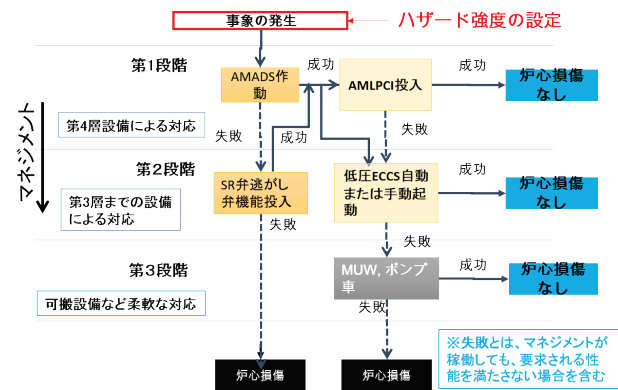 事象の発生
ハザード強度の設定
第1段階
AMADS作
動
成功
AMLPCI投入
成功
炉心損傷
なし
マネジメント
第4層設備による対応
失敗
成功
失敗
第2段階
SR弁逃がし
弁機能投入
低圧ECCS自動
または手動起
動
成功
炉心損傷
なし
第3層までの設備
による対応
失敗
失敗
第3段階
MUW, ポンプ
車
成功
炉心損傷
なし
可搬設備など柔軟な対応
失敗
炉心損傷
炉心損傷
※失敗とは、マネジメントが
稼働しても、要求される性
能を満たさない場合を含む